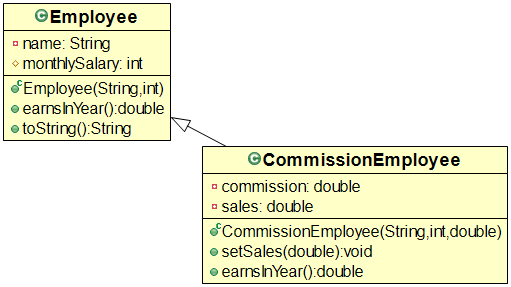 Employee
name: String
monthlySalary: int
Employee(String,int)
earnsInYear():double
toString():String
CommissionEmployee
commission: double
sales: double
CommissionEmployee(String,int,double)
setSales(double):void
earnsInYear():double